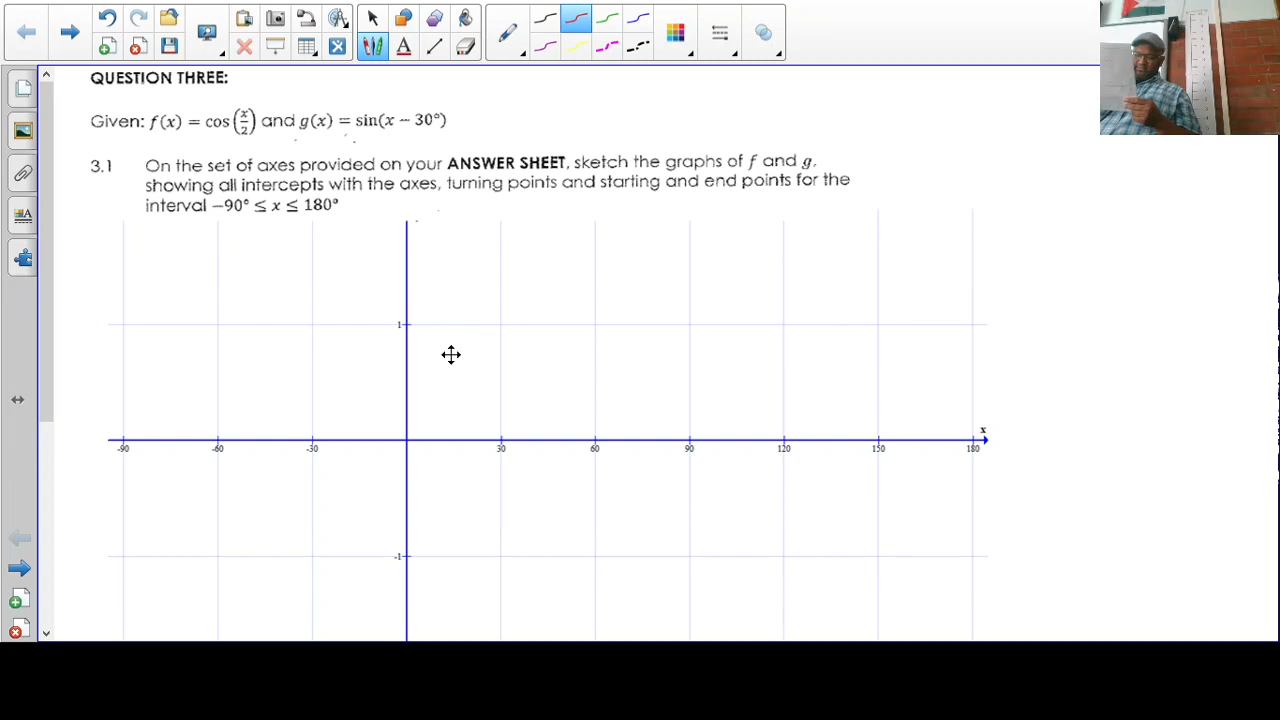 QUESTION THREE:
Given: f(x) = cos(x/2) and g(x) = sin(x − 30°)
3.1 On the set of axes provided on your ANSWER SHEET, sketch the graphs of f and g,
showing all intercepts with the axes, turning points and starting and end points for the
interval −90° ≤ x ≤ 180°
1
x
-90 -60 -30 30 60 90 120 150 180
-1